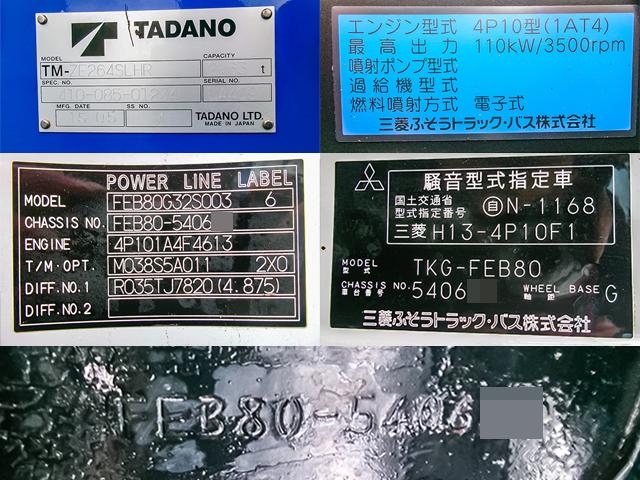 TADANO
MODEL
CAPACITY
TM-ZE264SLHR
t
SPEC. NO.
SERIAL NO.
MFG. DATE
TADANO LTD.
MADE IN JAPAN
エンジン型式 4P10型(1AT4)
最高出力 110kW/3500rpm
噴射ポンプ型式
過給機型式
燃料噴射方式 電子式
三菱ふそうトラック・バス株式会社
POWER LINE LABEL
MODEL FEB80G32S003 6
CHASSIS NO. FEB80-5406
ENGINE 4P101A4F4613
T/M・OPT. M038S5A011 2X0
DIFF.NO.1 R035TJ7820(4.875)
DIFF.NO.2
騒音型式指定車
国土交通省
型式指定番号 自N-1168
三菱 H13-4P10F1
MODEL
型式
TKG-FEB80
CHASSIS NO.
車台番号
5406
WHEEL BASE
軸距
G
三菱ふそうトラック・バス株式会社
FEB80-5406